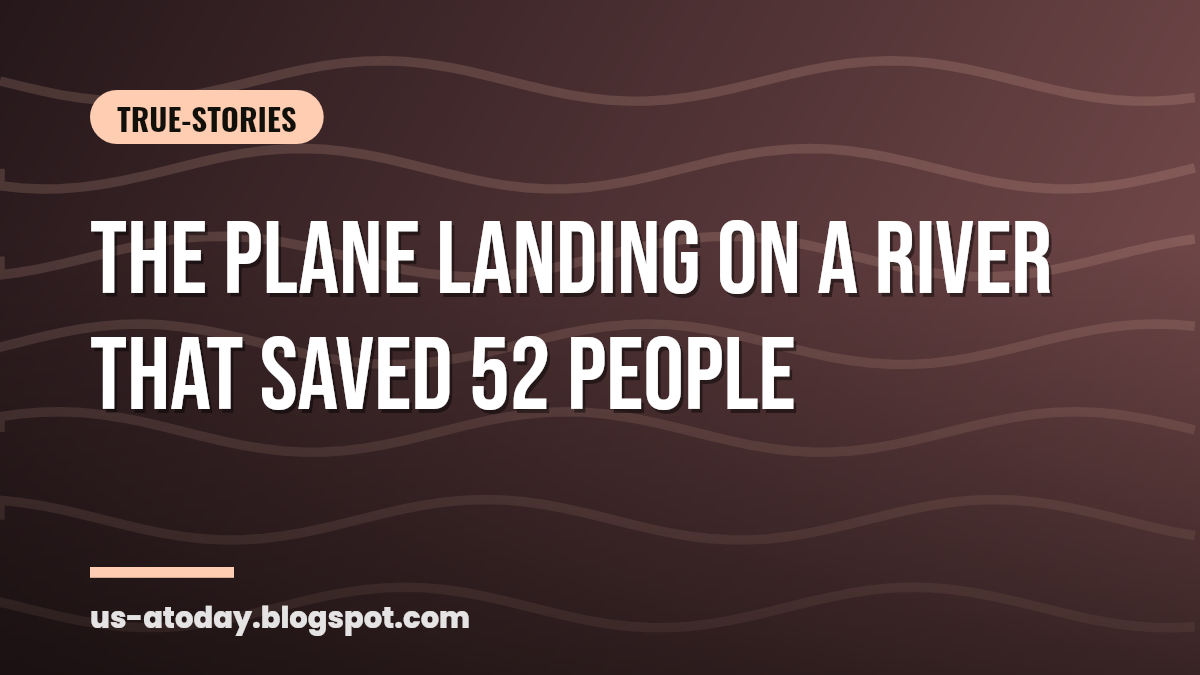 TRUE-STORIES
THE PLANE LANDING ON A RIVER
THAT SAVED 52 PEOPLE
us-atoday.blogspot.com